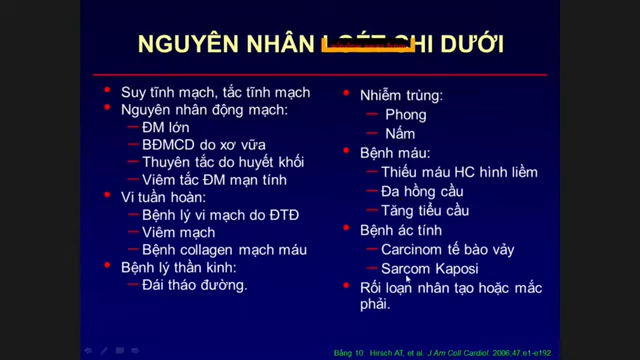 NGUYÊN NHÂN LOÉT CHI DƯỚI
• Suy tĩnh mạch, tắc tĩnh mạch
• Nguyên nhân động mạch:
– ĐM lớn
– BĐMCD do xơ vữa
– Thuyên tắc do huyết khối
– Viêm tắc ĐM mạn tính
• Vi tuần hoàn:
– Bệnh lý vi mạch do ĐTĐ
– Viêm mạch
– Bệnh collagen mạch máu
• Bệnh lý thần kinh:
– Đái tháo đường.
• Nhiễm trùng:
– Phong
– Nấm
• Bệnh máu:
– Thiếu máu HC hình liềm
– Đa hồng cầu
– Tăng tiểu cầu
• Bệnh ác tính
– Carcinom tế bào vảy
– Sarcom Kaposi
• Rối loạn nhân tạo hoặc mắc
phải.
Bảng 10: Hirsch AT, et al. J Am Coll Cardiol. 2006;47:e1-e192